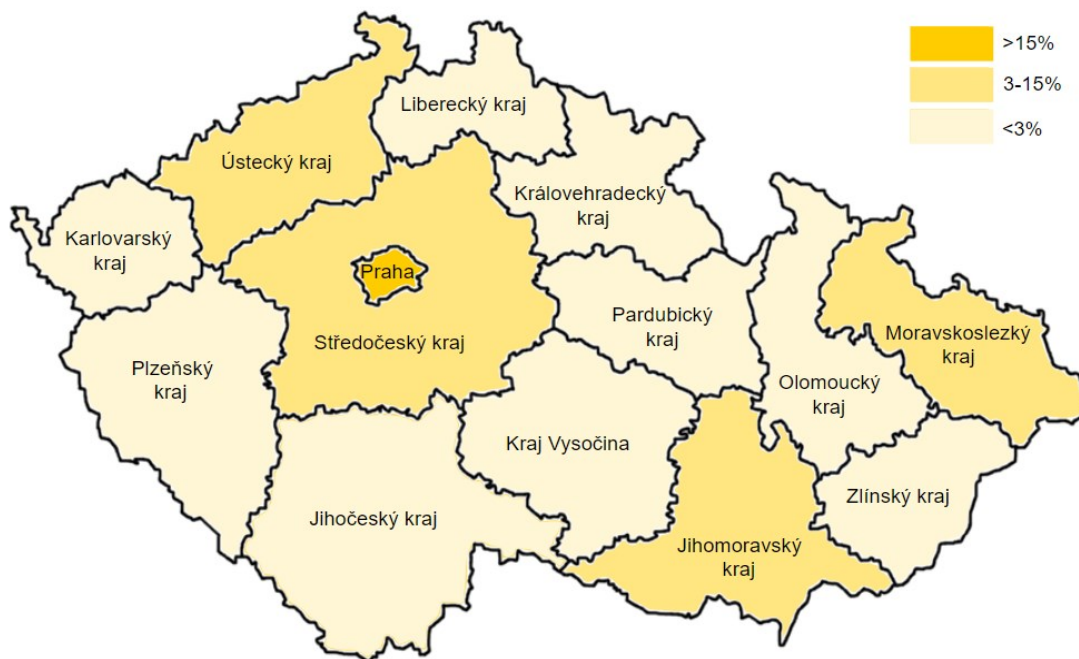 >15%
3-15%
<3%
Liberecký kraj
Ústecký kraj
Královehradecký
kraj
Karlovarský
kraj
Praha
Pardubický
kraj
Středočeský kraj
Moravskoslezký
kraj
Plzeňský
kraj
Olomoucký
kraj
Kraj Vysočina
Zlínský kraj
Jihočeský kraj
Jihomoravský
kraj